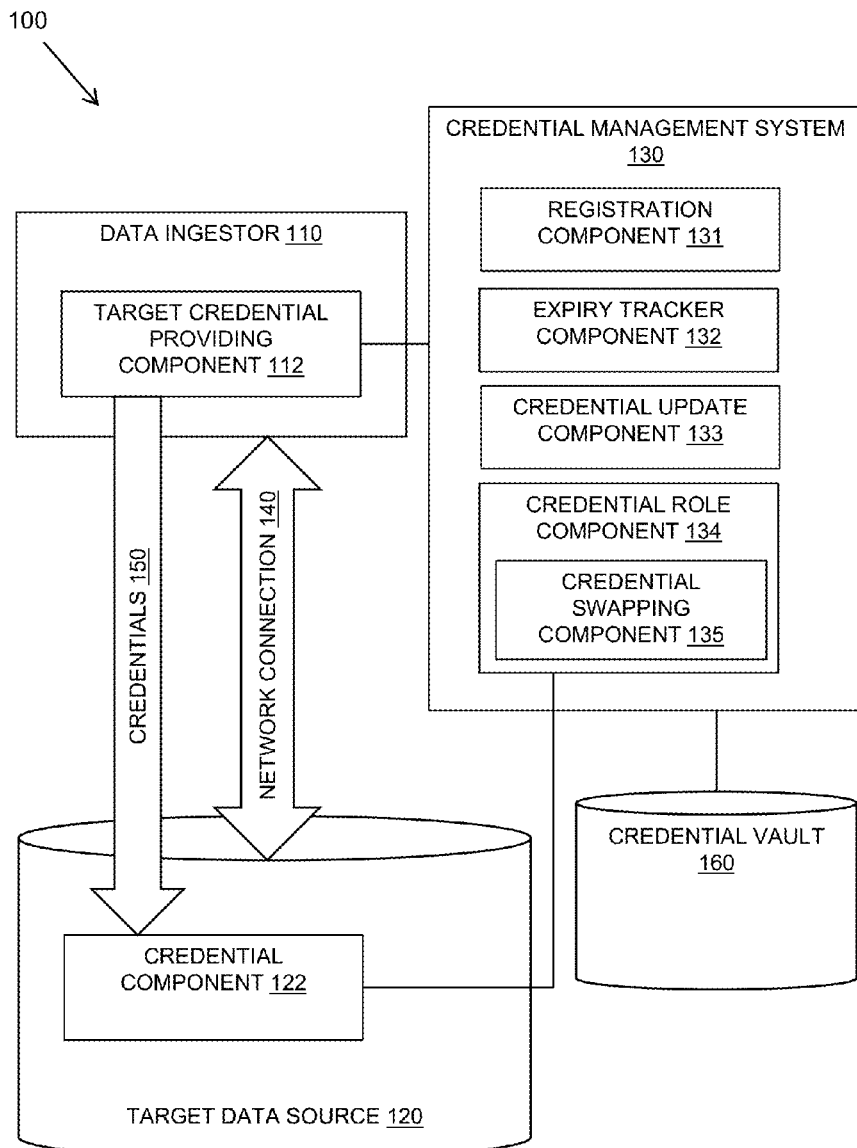 100
CREDENTIAL MANAGEMENT SYSTEM
130
REGISTRATION
COMPONENT 131
EXPIRY TRACKER
COMPONENT 132
CREDENTIAL UPDATE
COMPONENT 133
CREDENTIAL ROLE
COMPONENT 134
CREDENTIAL
SWAPPING
COMPONENT 135
DATA INGESTOR 110
TARGET CREDENTIAL
PROVIDING
COMPONENT 112
CREDENTIALS 150
NETWORK CONNECTION 140
CREDENTIAL VAULT
160
CREDENTIAL
COMPONENT 122
TARGET DATA SOURCE 120